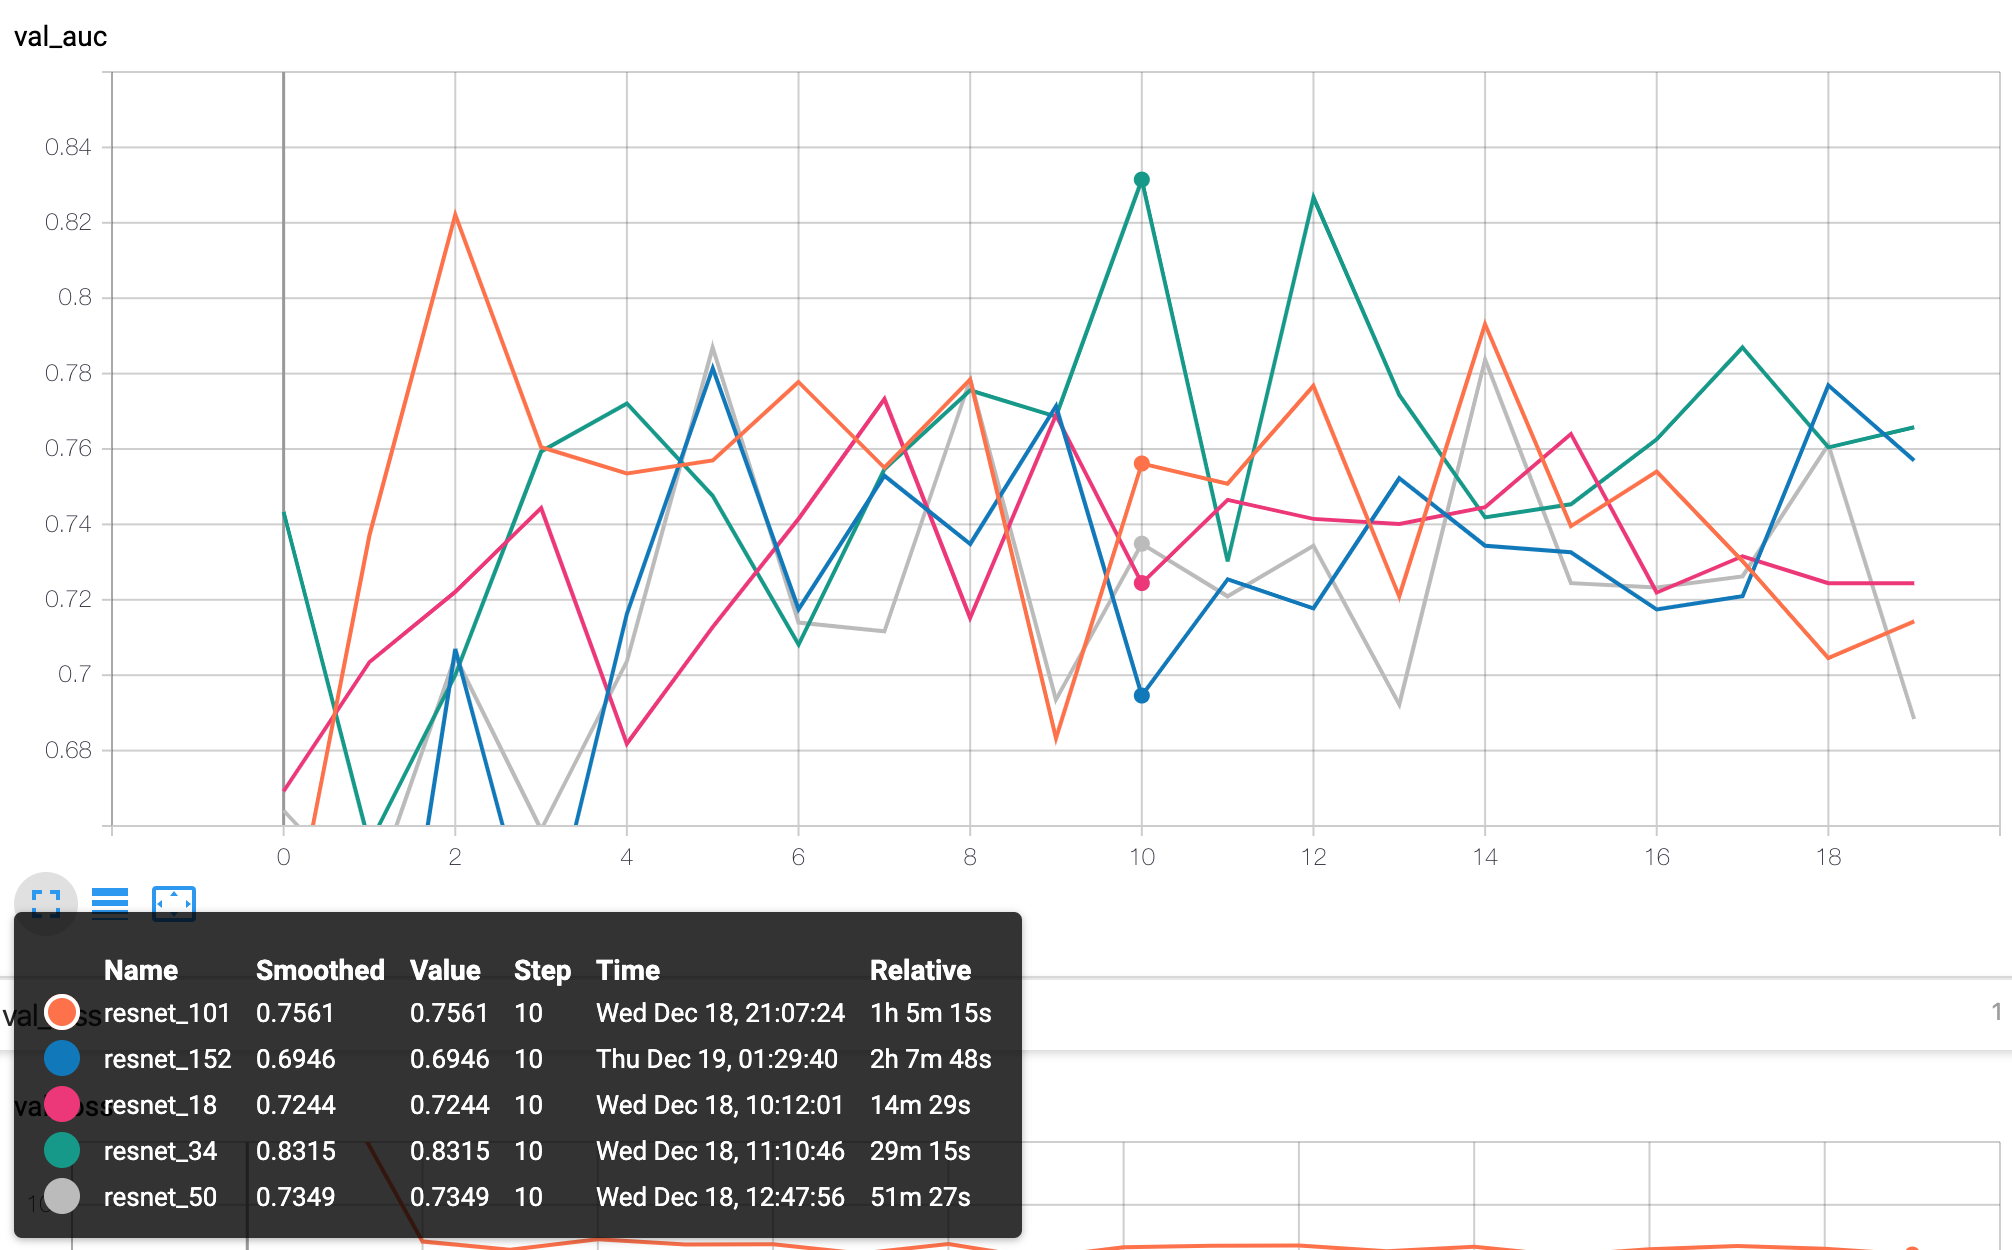 val_auc
0.84
0.82
0.8
0.78
0.76
0.74
0.72
0.7
0.68
0 2 4 6 8 10 12 14 16 18
Name Smoothed Value Step Time Relative
resnet_101 0.7561 0.7561 10 Wed Dec 18, 21:07:24 1h 5m 15s
1
resnet_152 0.6946 0.6946 10 Thu Dec 19, 01:29:40 2h 7m 48s
resnet_18 0.7244 0.7244 10 Wed Dec 18, 10:12:01 14m 29s
resnet_34 0.8315 0.8315 10 Wed Dec 18, 11:10:46 29m 15s
resnet_50 0.7349 0.7349 10 Wed Dec 18, 12:47:56 51m 27s